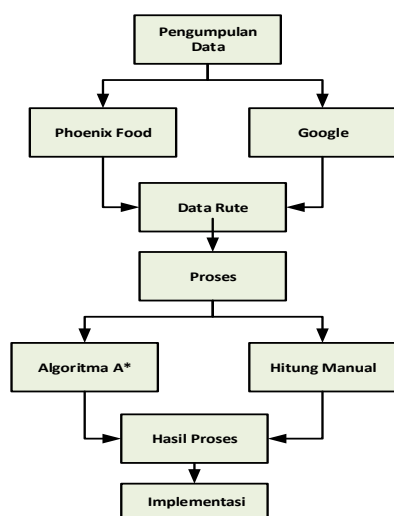 Pengumpulan
Data
Phoenix Food
Google
Data Rute
Proses
Algoritma A*
Hitung Manual
Hasil Proses
Implementasi